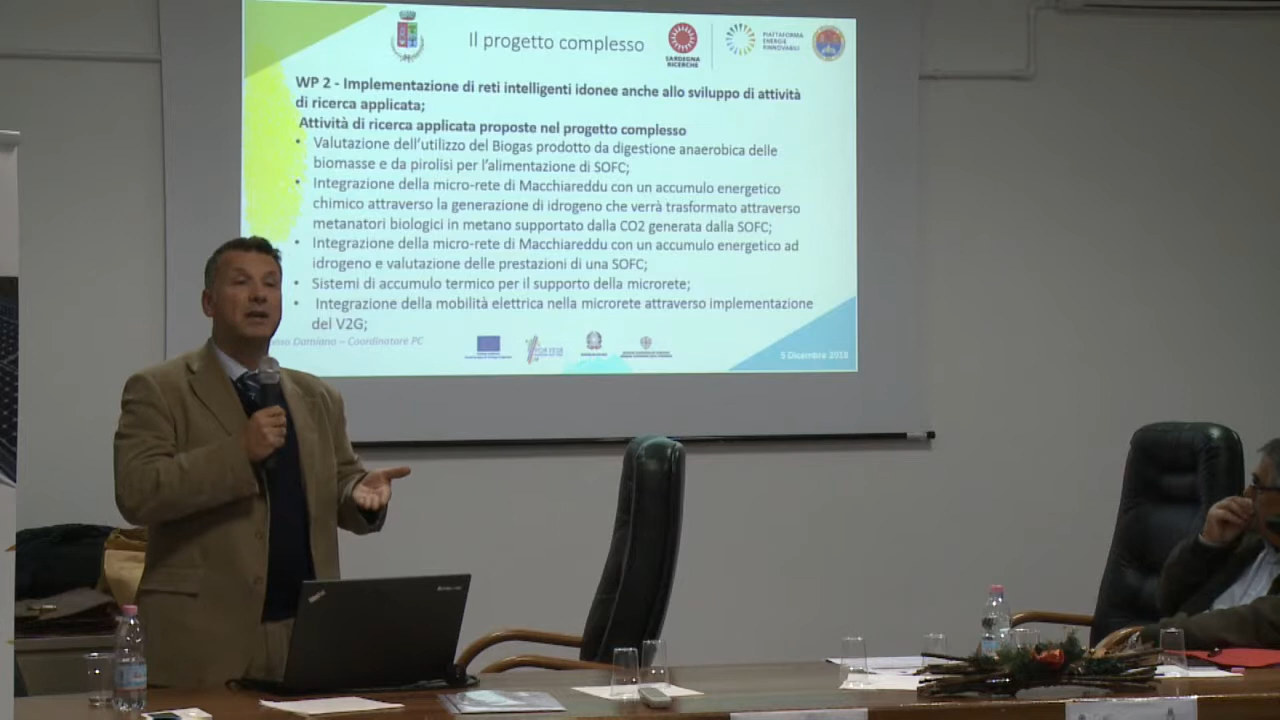 Il progetto complesso
SARDEGNA
RICERCHE
PIATTAFORMA
ENERGIE
RINNOVABILI
WP 2 - Implementazione di reti intelligenti idonee anche allo sviluppo di attività
di ricerca applicata;
Attività di ricerca applicata proposte nel progetto complesso
• Valutazione dell'utilizzo del Biogas prodotto da digestione anaerobica delle
biomasse e da pirolisi per l'alimentazione di SOFC;
• Integrazione della micro-rete di Macchiareddu con un accumulo energetico
chimico attraverso la generazione di idrogeno che verrà trasformato attraverso
metanatori biologici in metano supportato dalla CO2 generata dalla SOFC;
• Integrazione della micro-rete di Macchiareddu con un accumulo energetico ad
idrogeno e valutazione delle prestazioni di una SOFC;
• Sistemi di accumulo termico per il supporto della microrete;
• Integrazione della mobilità elettrica nella microrete attraverso implementazione
del V2G;
Damiano – Coordinatore PC
5 Dicembre 2018
ThinkPad